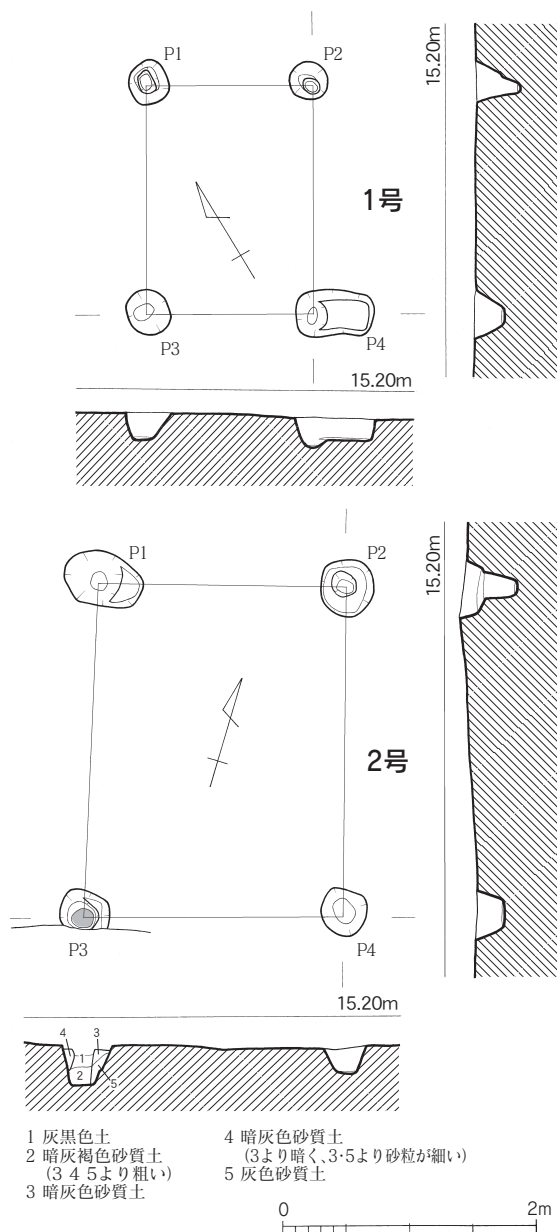 P1
P2
15.20m
1号
P3
P4
15.20m
P1
P2
15.20m
2号
P3
P4
15.20m
4
3
1
2
5
1 灰黒色土
2 暗灰褐色砂質土
(3 4 5より粗い)
3 暗灰色砂質土
4 暗灰色砂質土
(3より暗く、3・5より砂粒が細い)
5 灰色砂質土
0
2m